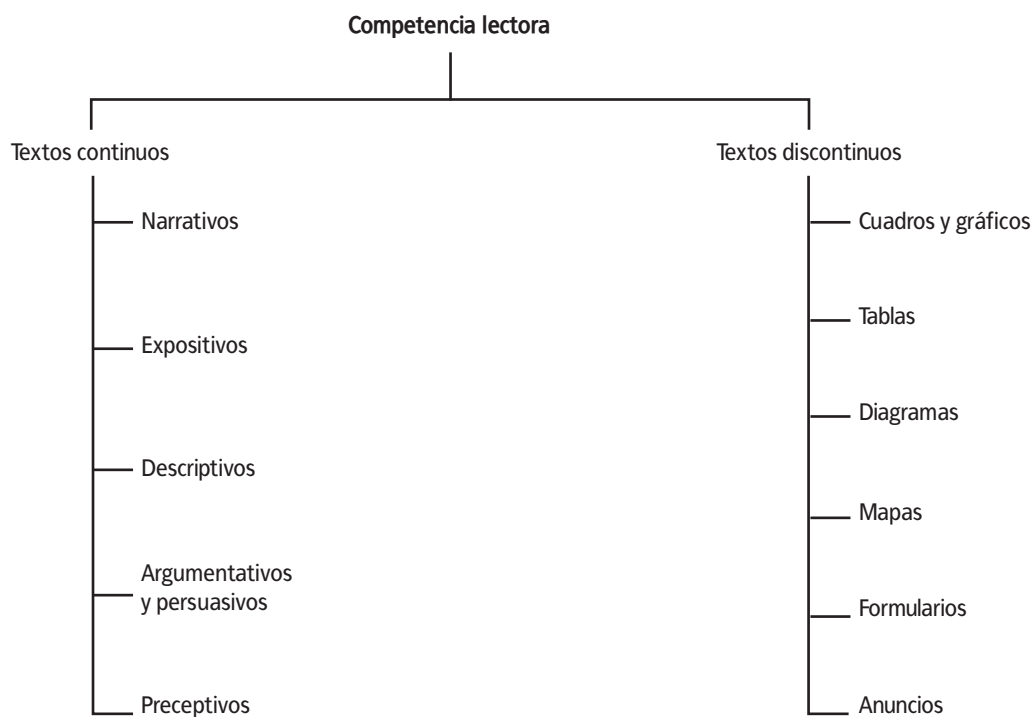 Competencia lectora
Textos continuos
Narrativos
Expositivos
Descriptivos
Argumentativos
y persuasivos
Preceptivos
Textos discontinuos
Cuadros y gráficos
Tablas
Diagramas
Mapas
Formularios
Anuncios